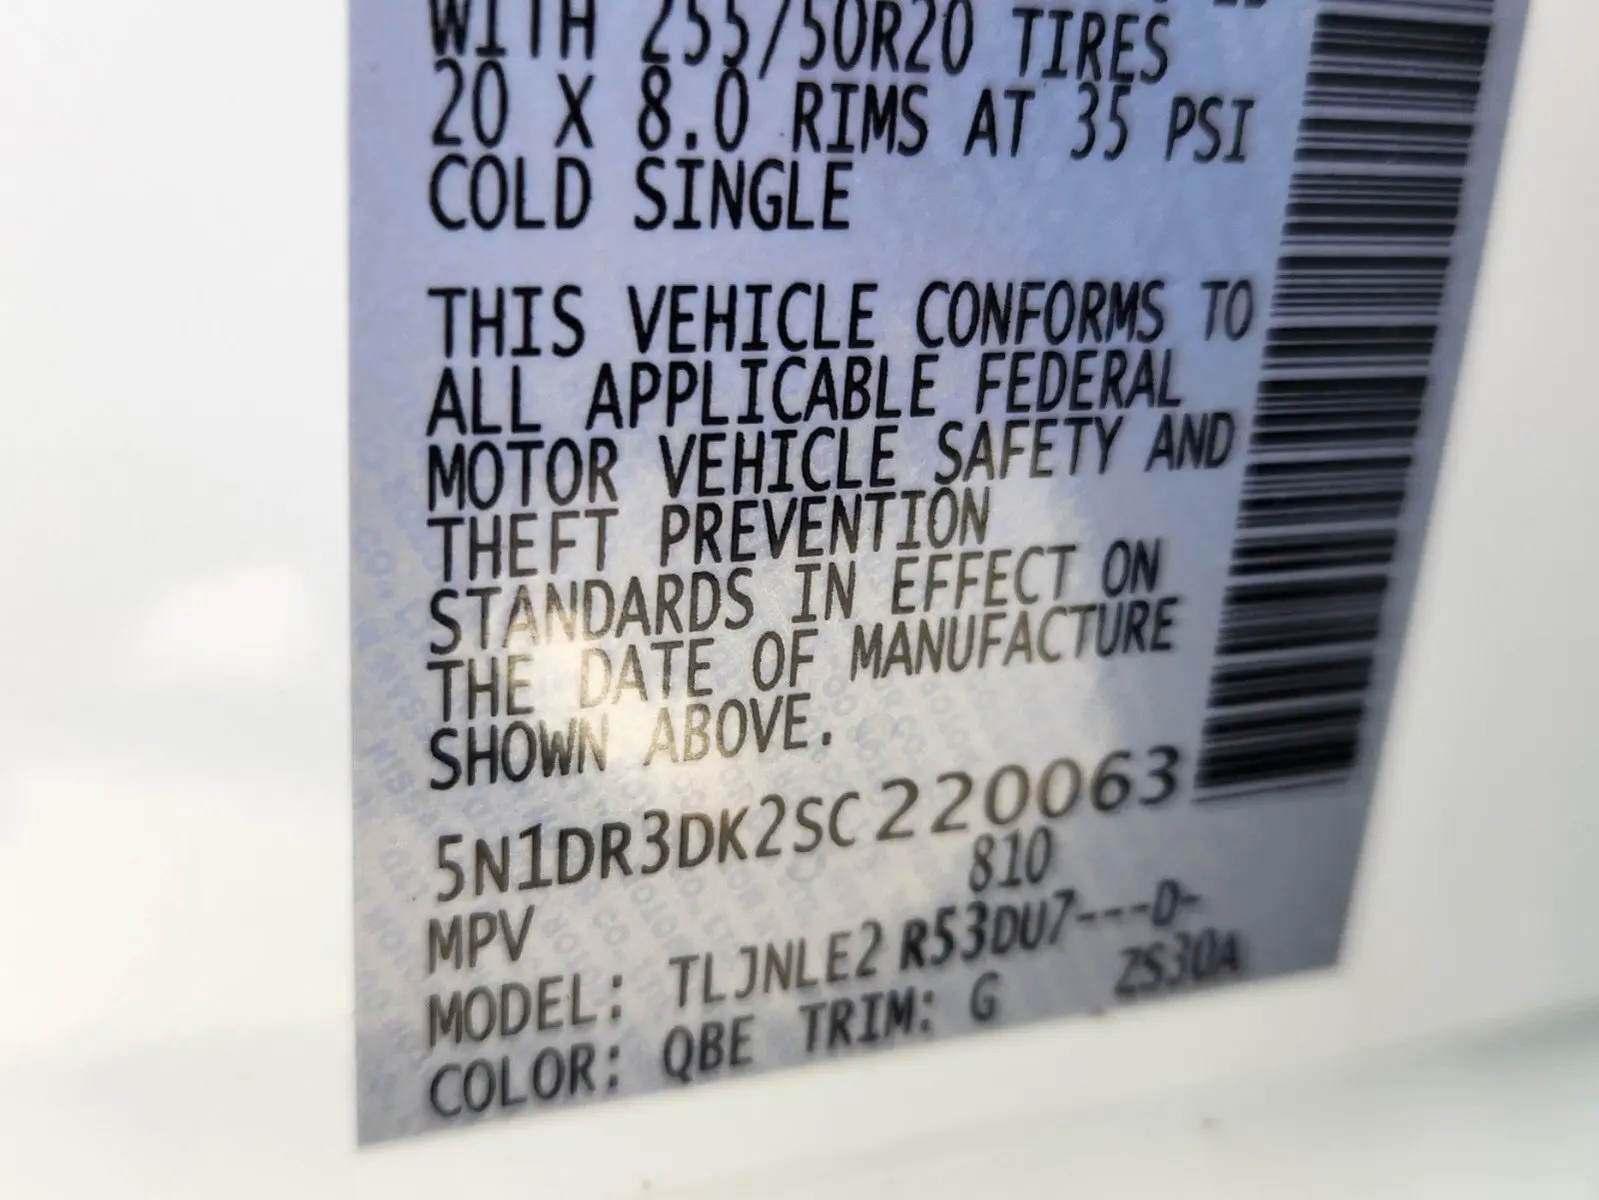 WITH 255/50R20 TIRES
20 X 8.0 RIMS AT 35 PSI
COLD SINGLE
THIS VEHICLE CONFORMS TO
ALL APPLICABLE FEDERAL
MOTOR VEHICLE SAFETY AND
THEFT PREVENTION
STANDARDS IN EFFECT ON
THE DATE OF MANUFACTURE
SHOWN ABOVE.
5N1DR3DK2SC220063
810
MPV
MODEL: TLJNLE2 R53DU7---D-
COLOR: QBE TRIM: G ZS30A